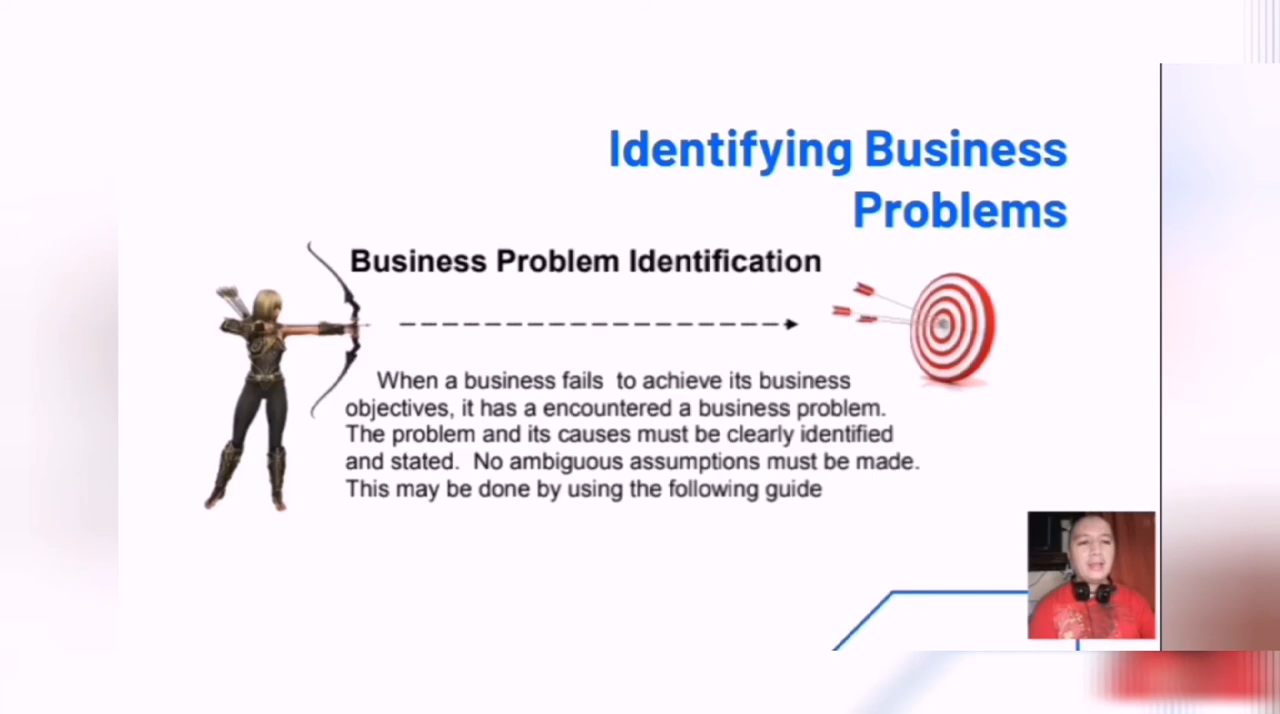 Identifying Business
Problems
Business Problem Identification
When a business fails to achieve its business
objectives, it has a encountered a business problem.
The problem and its causes must be clearly identified
and stated. No ambiguous assumptions must be made.
This may be done by using the following guide